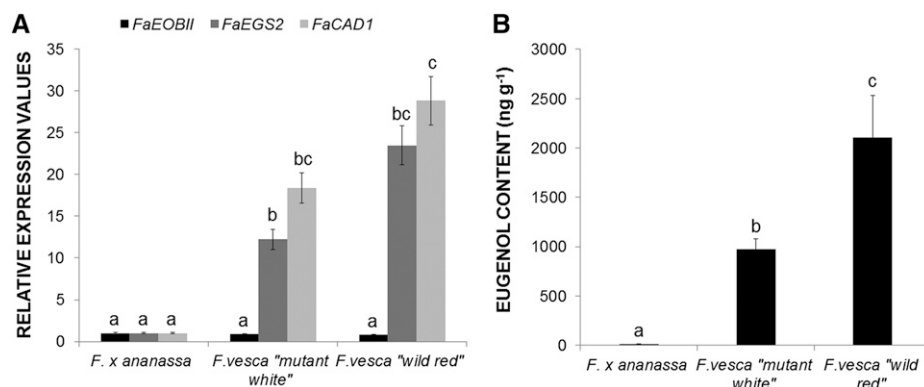 A
FaEOBII FaEGS2 FaCAD1
RELATIVE EXPRESSION VALUES
35
30
25
20
15
10
5
0
a a a
a b bc
a bc c
F. x ananassa
F.vesca "mutant white"
F.vesca "wild red"
B
EUGENOL CONTENT (ng g-1)
3000
2500
2000
1500
1000
500
0
a
b
c
F. x ananassa
F.vesca "mutant
white"
F.vesca "wild
red"